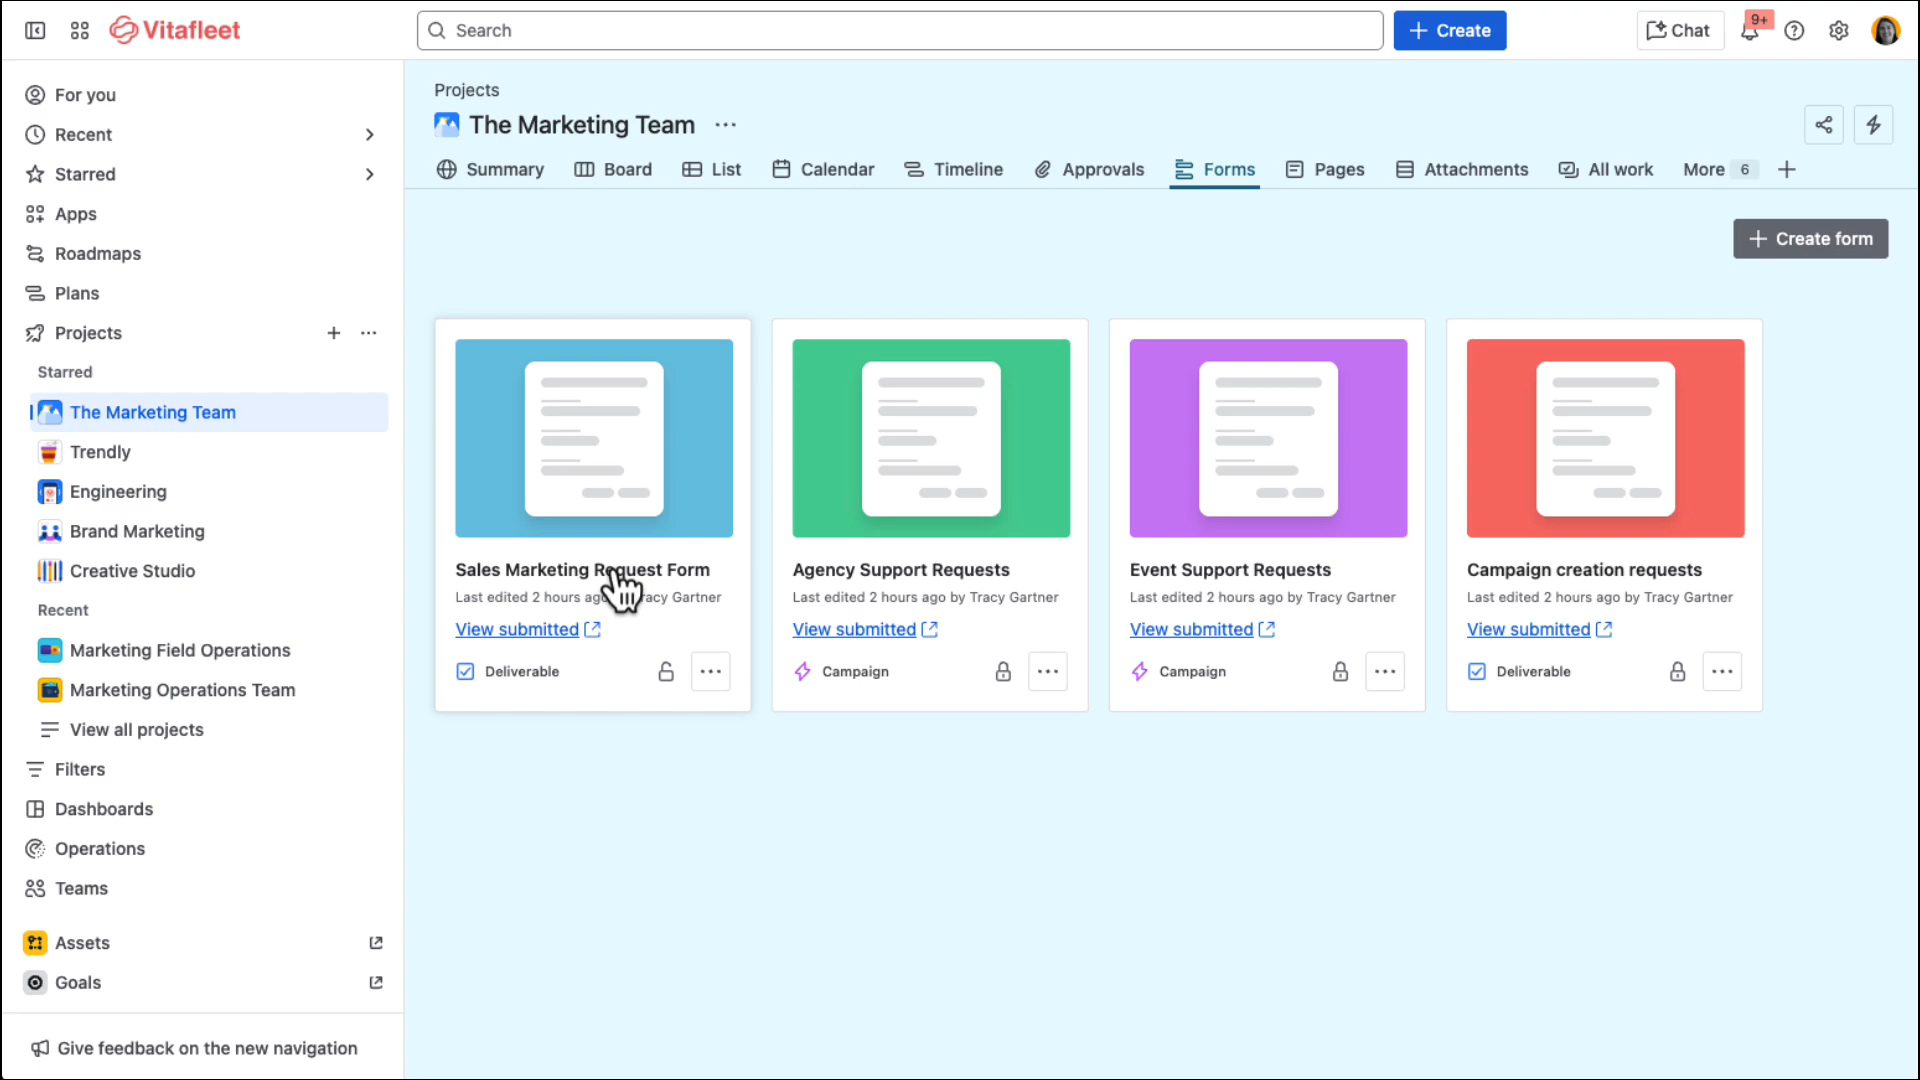 Vitafleet
Search
Create
Chat
9+
For you
Recent
Starred
Apps
Roadmaps
Plans
Projects
Starred
The Marketing Team
Trendly
Engineering
Brand Marketing
Creative Studio
Recent
Marketing Field Operations
Marketing Operations Team
View all projects
Filters
Dashboards
Operations
Teams
Assets
Goals
Give feedback on the new navigation
Projects
The Marketing Team
Summary Board List Calendar Timeline Approvals Forms Pages Attachments All work More 6
Create form
Sales Marketing Request Form
Last edited 2 hours ago Tracy Gartner
View submitted
Deliverable
Agency Support Requests
Last edited 2 hours ago by Tracy Gartner
View submitted
Campaign
Event Support Requests
Last edited 2 hours ago by Tracy Gartner
View submitted
Campaign
Campaign creation requests
Last edited 2 hours ago by Tracy Gartner
View submitted
Deliverable